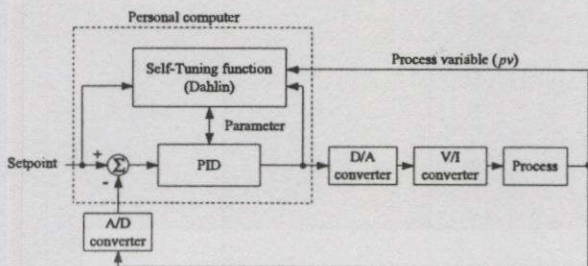 Personal computer
Self-Tuning function
(Dahlin)
Process variable (pv)
Parameter
Setpoint
+
Σ
-
PID
D/A
converter
V/I
converter
Process
A/D
converter